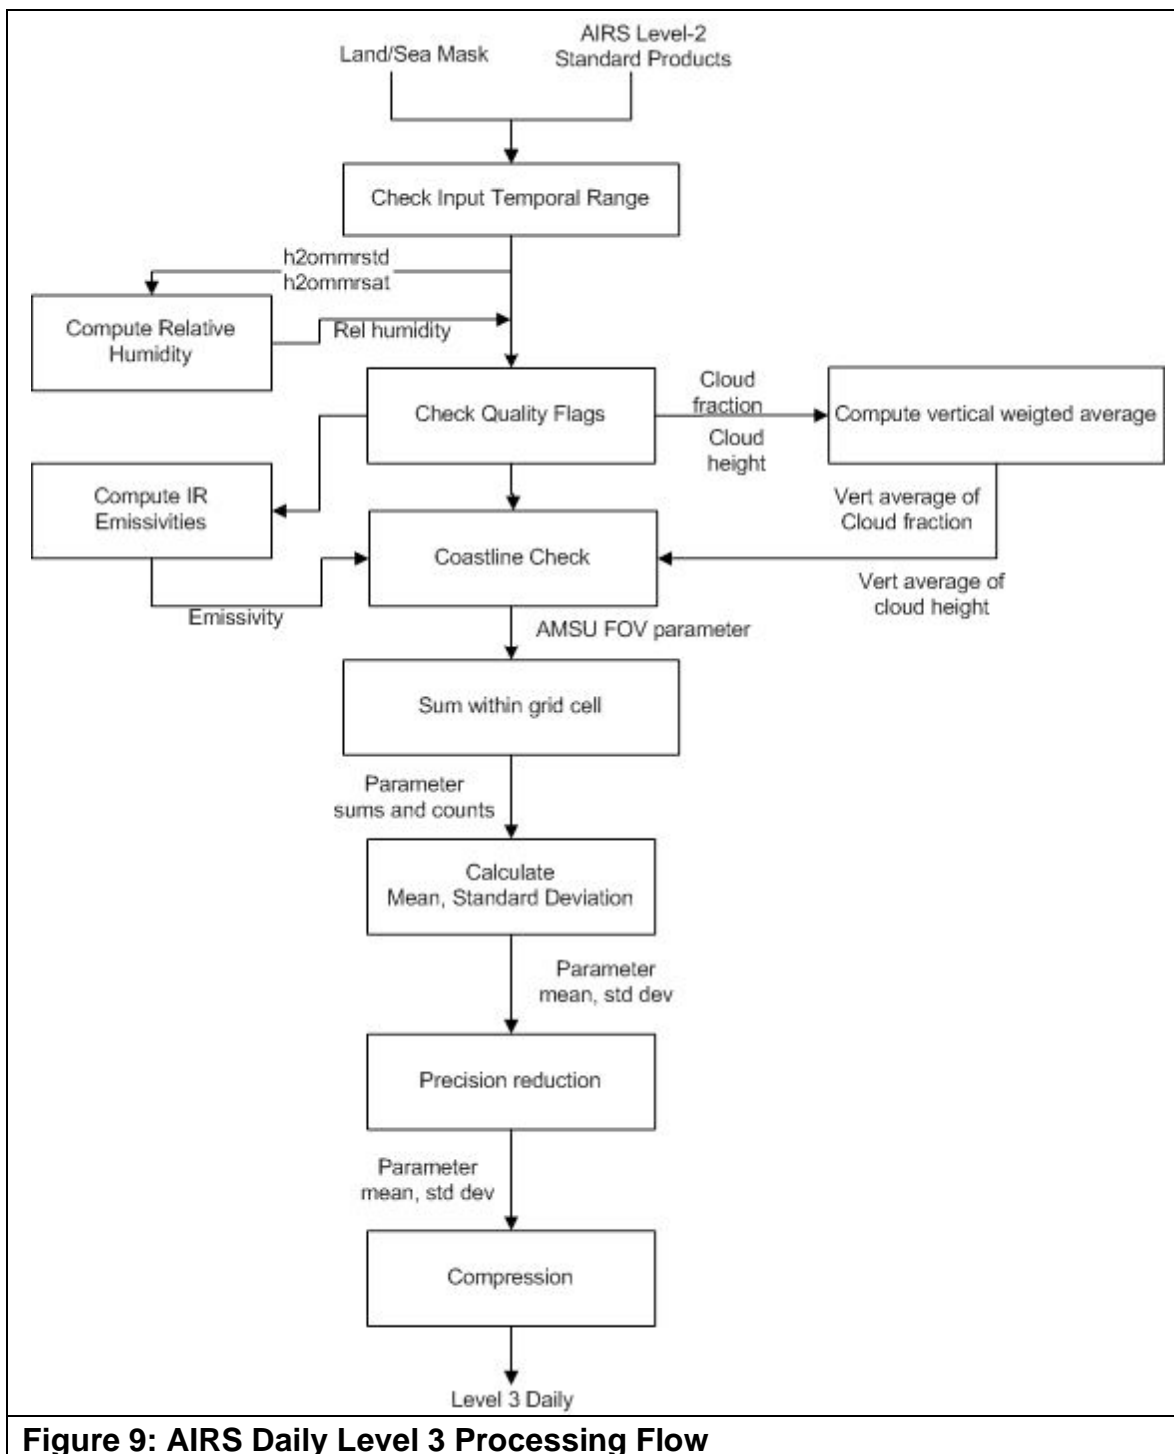 Land/Sea Mask
AIRS Level-2
Standard Products
Check Input Temporal Range
h2ommrstd
h2ommrsat
Compute Relative
Humidity
Rel humidity
Check Quality Flags
Cloud
fraction
Cloud
height
Compute vertical weigted average
Compute IR
Emissivities
Vert average of
Cloud fraction
Coastline Check
Vert average of
cloud height
Emissivity
AMSU FOV parameter
Sum within grid cell
Parameter
sums and counts
Calculate
Mean, Standard Deviation
Parameter
mean, std dev
Precision reduction
Parameter
mean, std dev
Compression
Level 3 Daily
Figure 9: AIRS Daily Level 3 Processing Flow